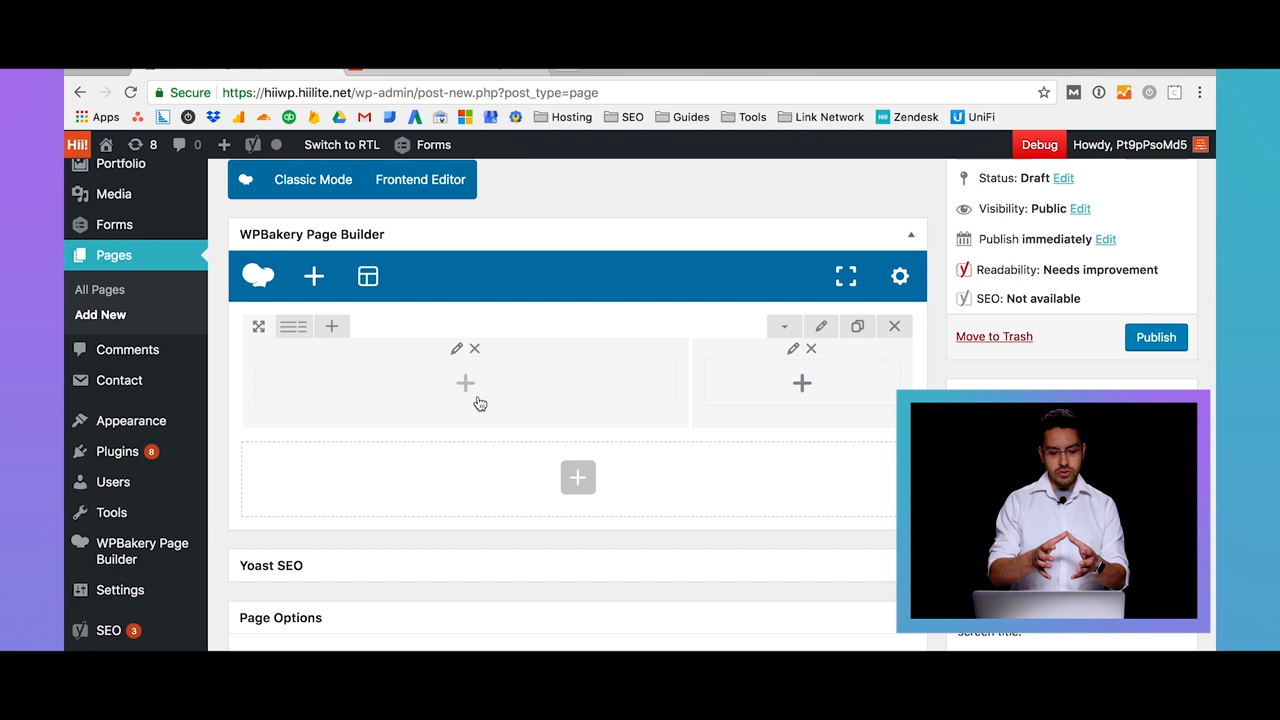 Secure https://hiiwp.hiilite.net/wp-admin/post-new.php?post_type=page
Apps Hosting SEO Guides Tools Link Network Hii! Zendesk UniFi
Hii! 8 0 Switch to RTL Forms Debug Howdy, Pt9pPsoMd5
Portfolio
Media
Forms
Pages
All Pages
Add New
Comments
Contact
Appearance
Plugins 8
Users
Tools
WPBakery Page
Builder
Settings
SEO 3
Classic Mode Frontend Editor
WPBakery Page Builder
Yoast SEO
Page Options
Status: Draft Edit
Visibility: Public Edit
Publish immediately Edit
Readability: Needs improvement
SEO: Not available
Move to Trash Publish
screen title.